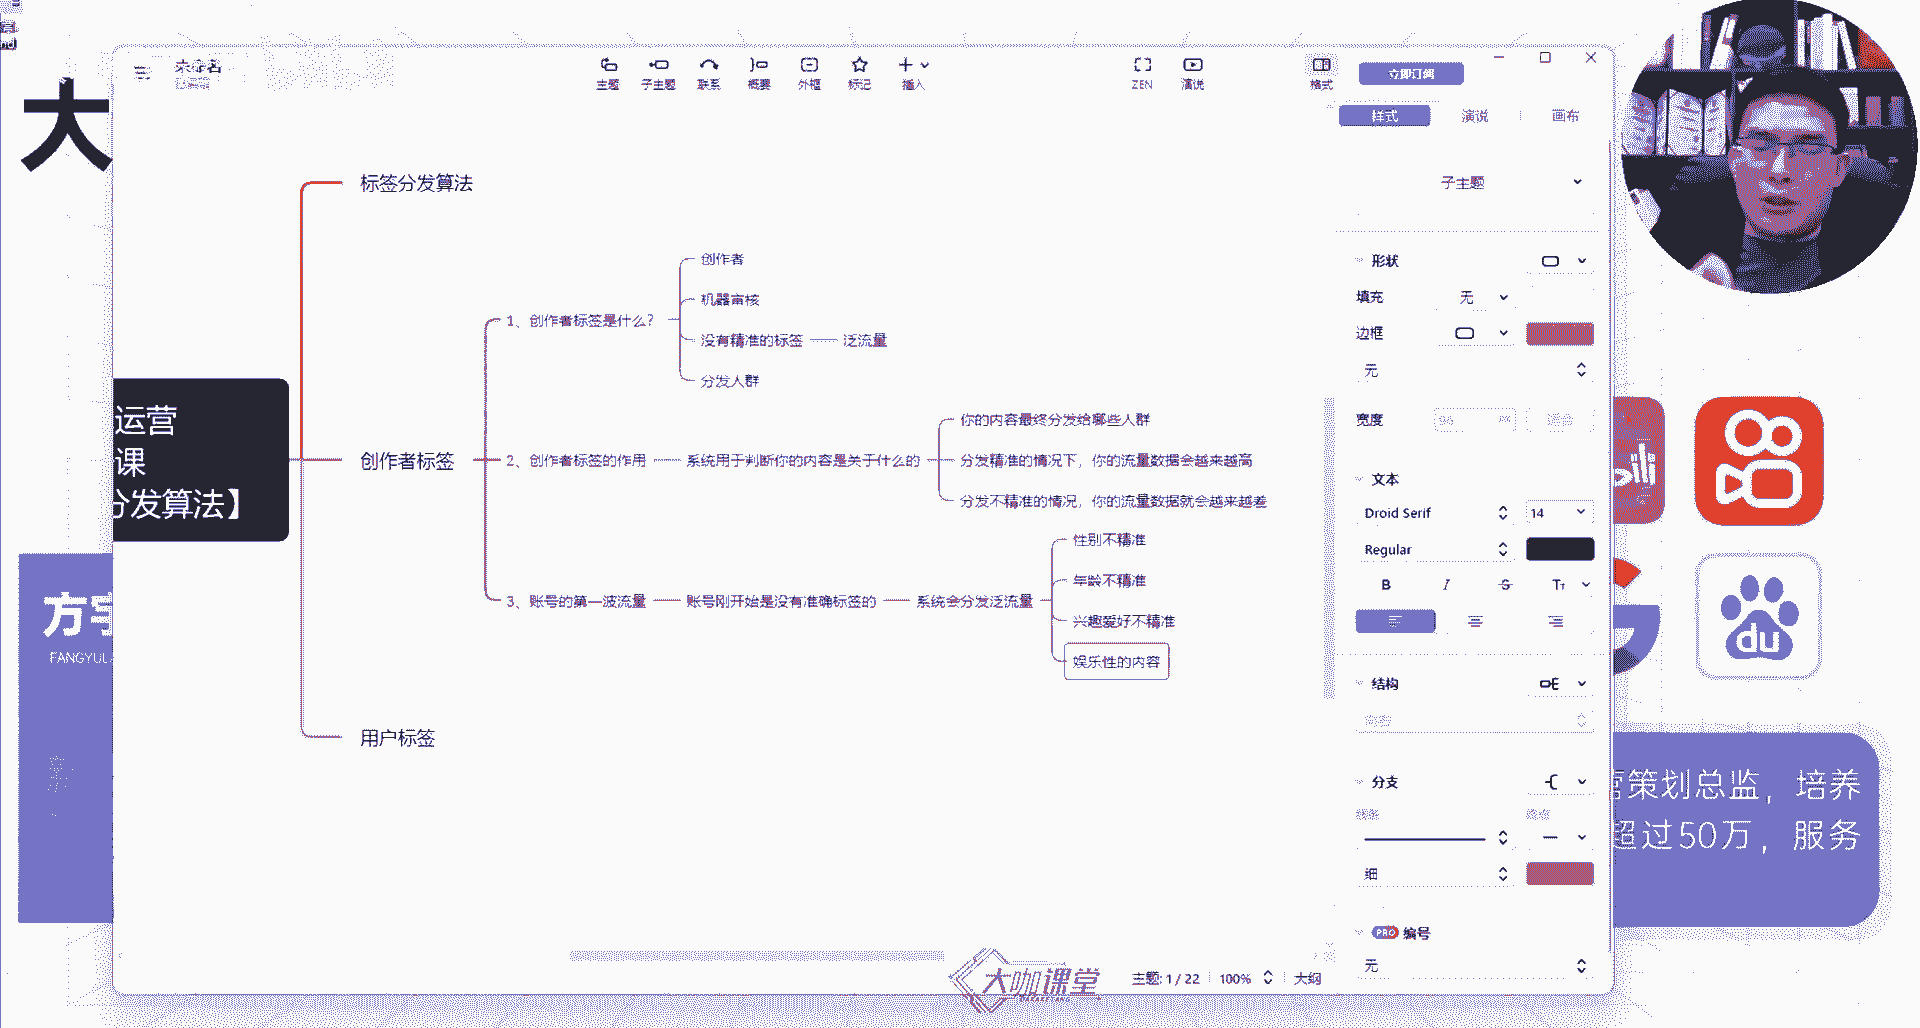 未命名
主题
子主题
联系
概要
外框
标记
插入
ZEN
演说
格式
立即订阅
样式
演说
画布
大
标签分发算法
子主题
创作者
形状
机器审核
填充
无
1、创作者标签是什么?
边框
没有精准的标签
泛流量
无
分发人群
运营
课
分发算法】
创作者标签
你的内容最终分发给哪些人群
宽度
2、创作者标签的作用
系统用于判断你的内容是关于什么的
分发精准的情况下，你的流量数据会越来越高
文本
分发不精准的情况，你的流量数据就会越来越差
Droid Serif
14
性别不精准
Regular
年龄不精准
B
I
S
Tт
3、账号的第一波流量
账号刚开始是没有准确标签的
系统会分发泛流量
兴趣爱好不精准
娱乐性的内容
方宇
FANGYU
du
结构
用户标签
分支
策划总监，培养
超过50万，服务
细
PRO 编号
无
大咖课堂
主题: 1 / 22
100%
大纲